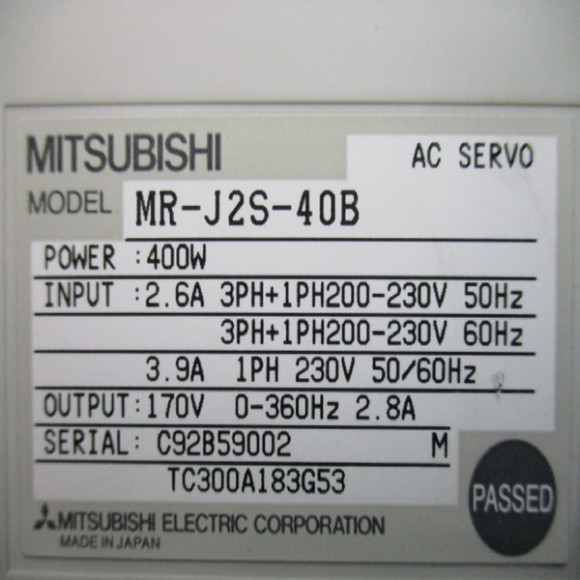 MITSUBISHI
AC SERVO
MODEL MR-J2S-40B
POWER :400W
INPUT :2.6A 3PH+1PH200-230V 50Hz
3PH+1PH200-230V 60Hz
3.9A 1PH 230V 50/60Hz
OUTPUT:170V 0-360Hz 2.8A
SERIAL: C92B59002 M
TC300A183G53
PASSED
MITSUBISHI ELECTRIC CORPORATION
MADE IN JAPAN